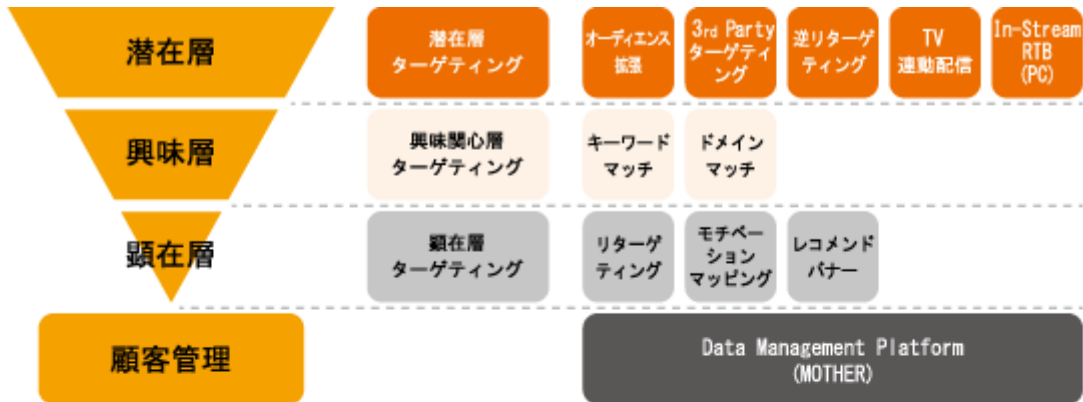 潜在層
潜在層
ターゲティング
オーディエンス
拡張
3rd Party
ターゲティ
ング
逆リターゲ
ティング
TV
連動配信
In-Stream
RTB
(PC)
興味層
興味関心層
ターゲティング
キーワード
マッチ
ドメイン
マッチ
顕在層
顕在層
ターゲティング
リターゲ
ティング
モチベー
ション
マッピング
レコメンド
バナー
顧客管理
Data Management Platform
(MOTHER)